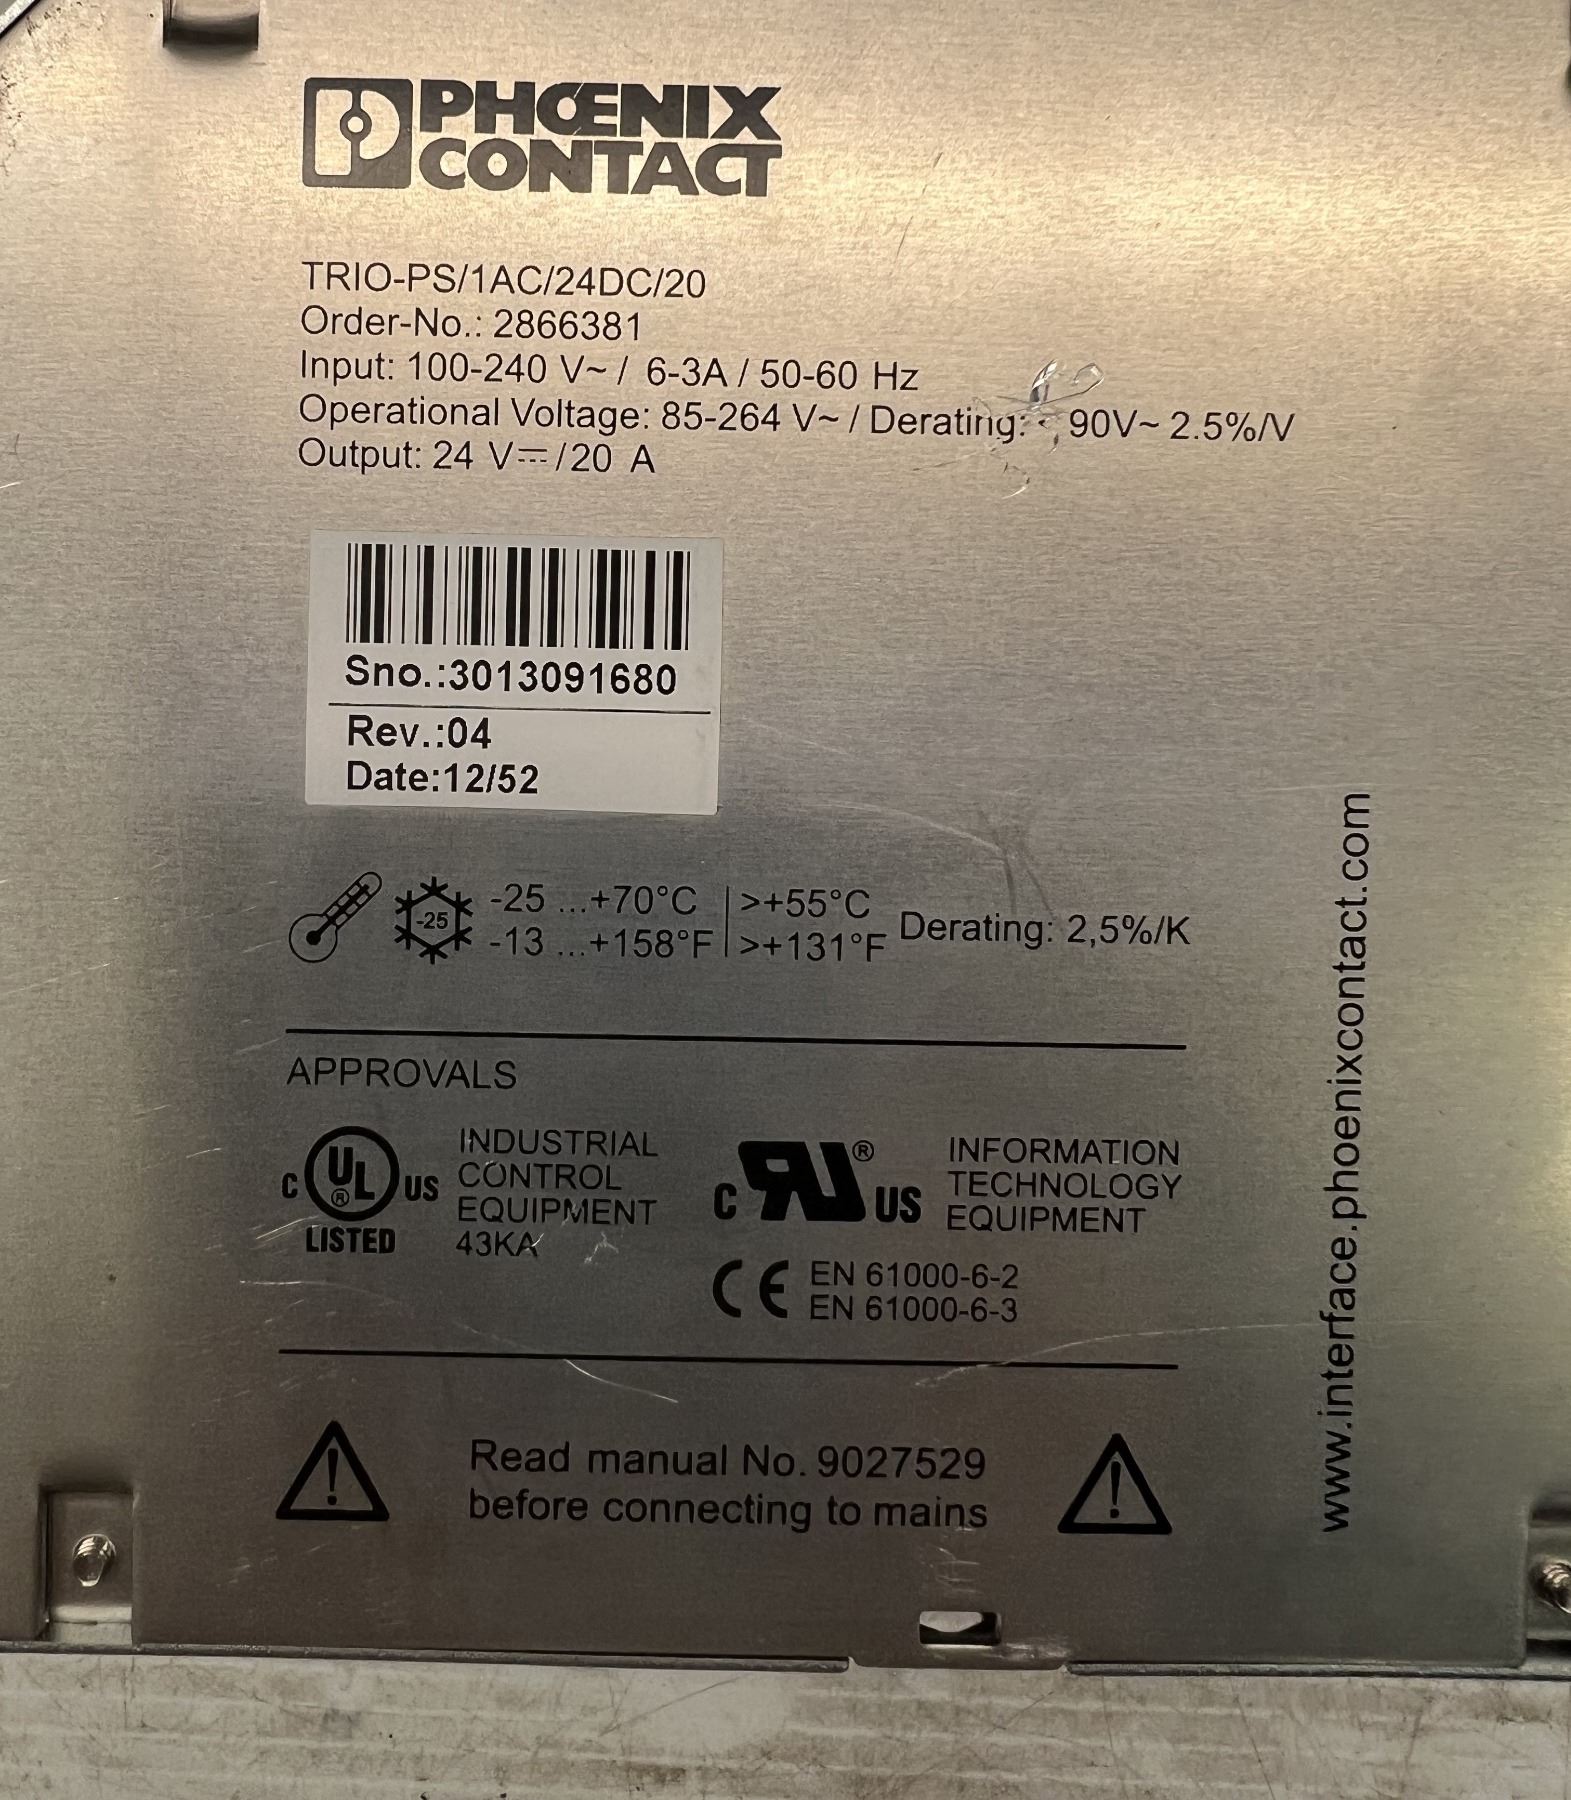 PHŒNIX
CONTACT
TRIO-PS/1AC/24DC/20
Order-No.: 2866381
Input: 100-240 V~ / 6-3A / 50-60 Hz
Operational Voltage: 85-264 V~ / Derating: < 90V~ 2.5%/V
Output: 24 V⎓ /20 A
Sno.:3013091680
Rev.:04
Date:12/52
-25
-25 ...+70°C | >+55°C
-13 ...+158°F | >+131°F
Derating: 2,5%/K
APPROVALS
C UL ® US
LISTED
INDUSTRIAL
CONTROL
EQUIPMENT
43KA
C RU ® US
INFORMATION
TECHNOLOGY
EQUIPMENT
CE EN 61000-6-2
EN 61000-6-3
Read manual No. 9027529
before connecting to mains
www.interface.phoenixcontact.com